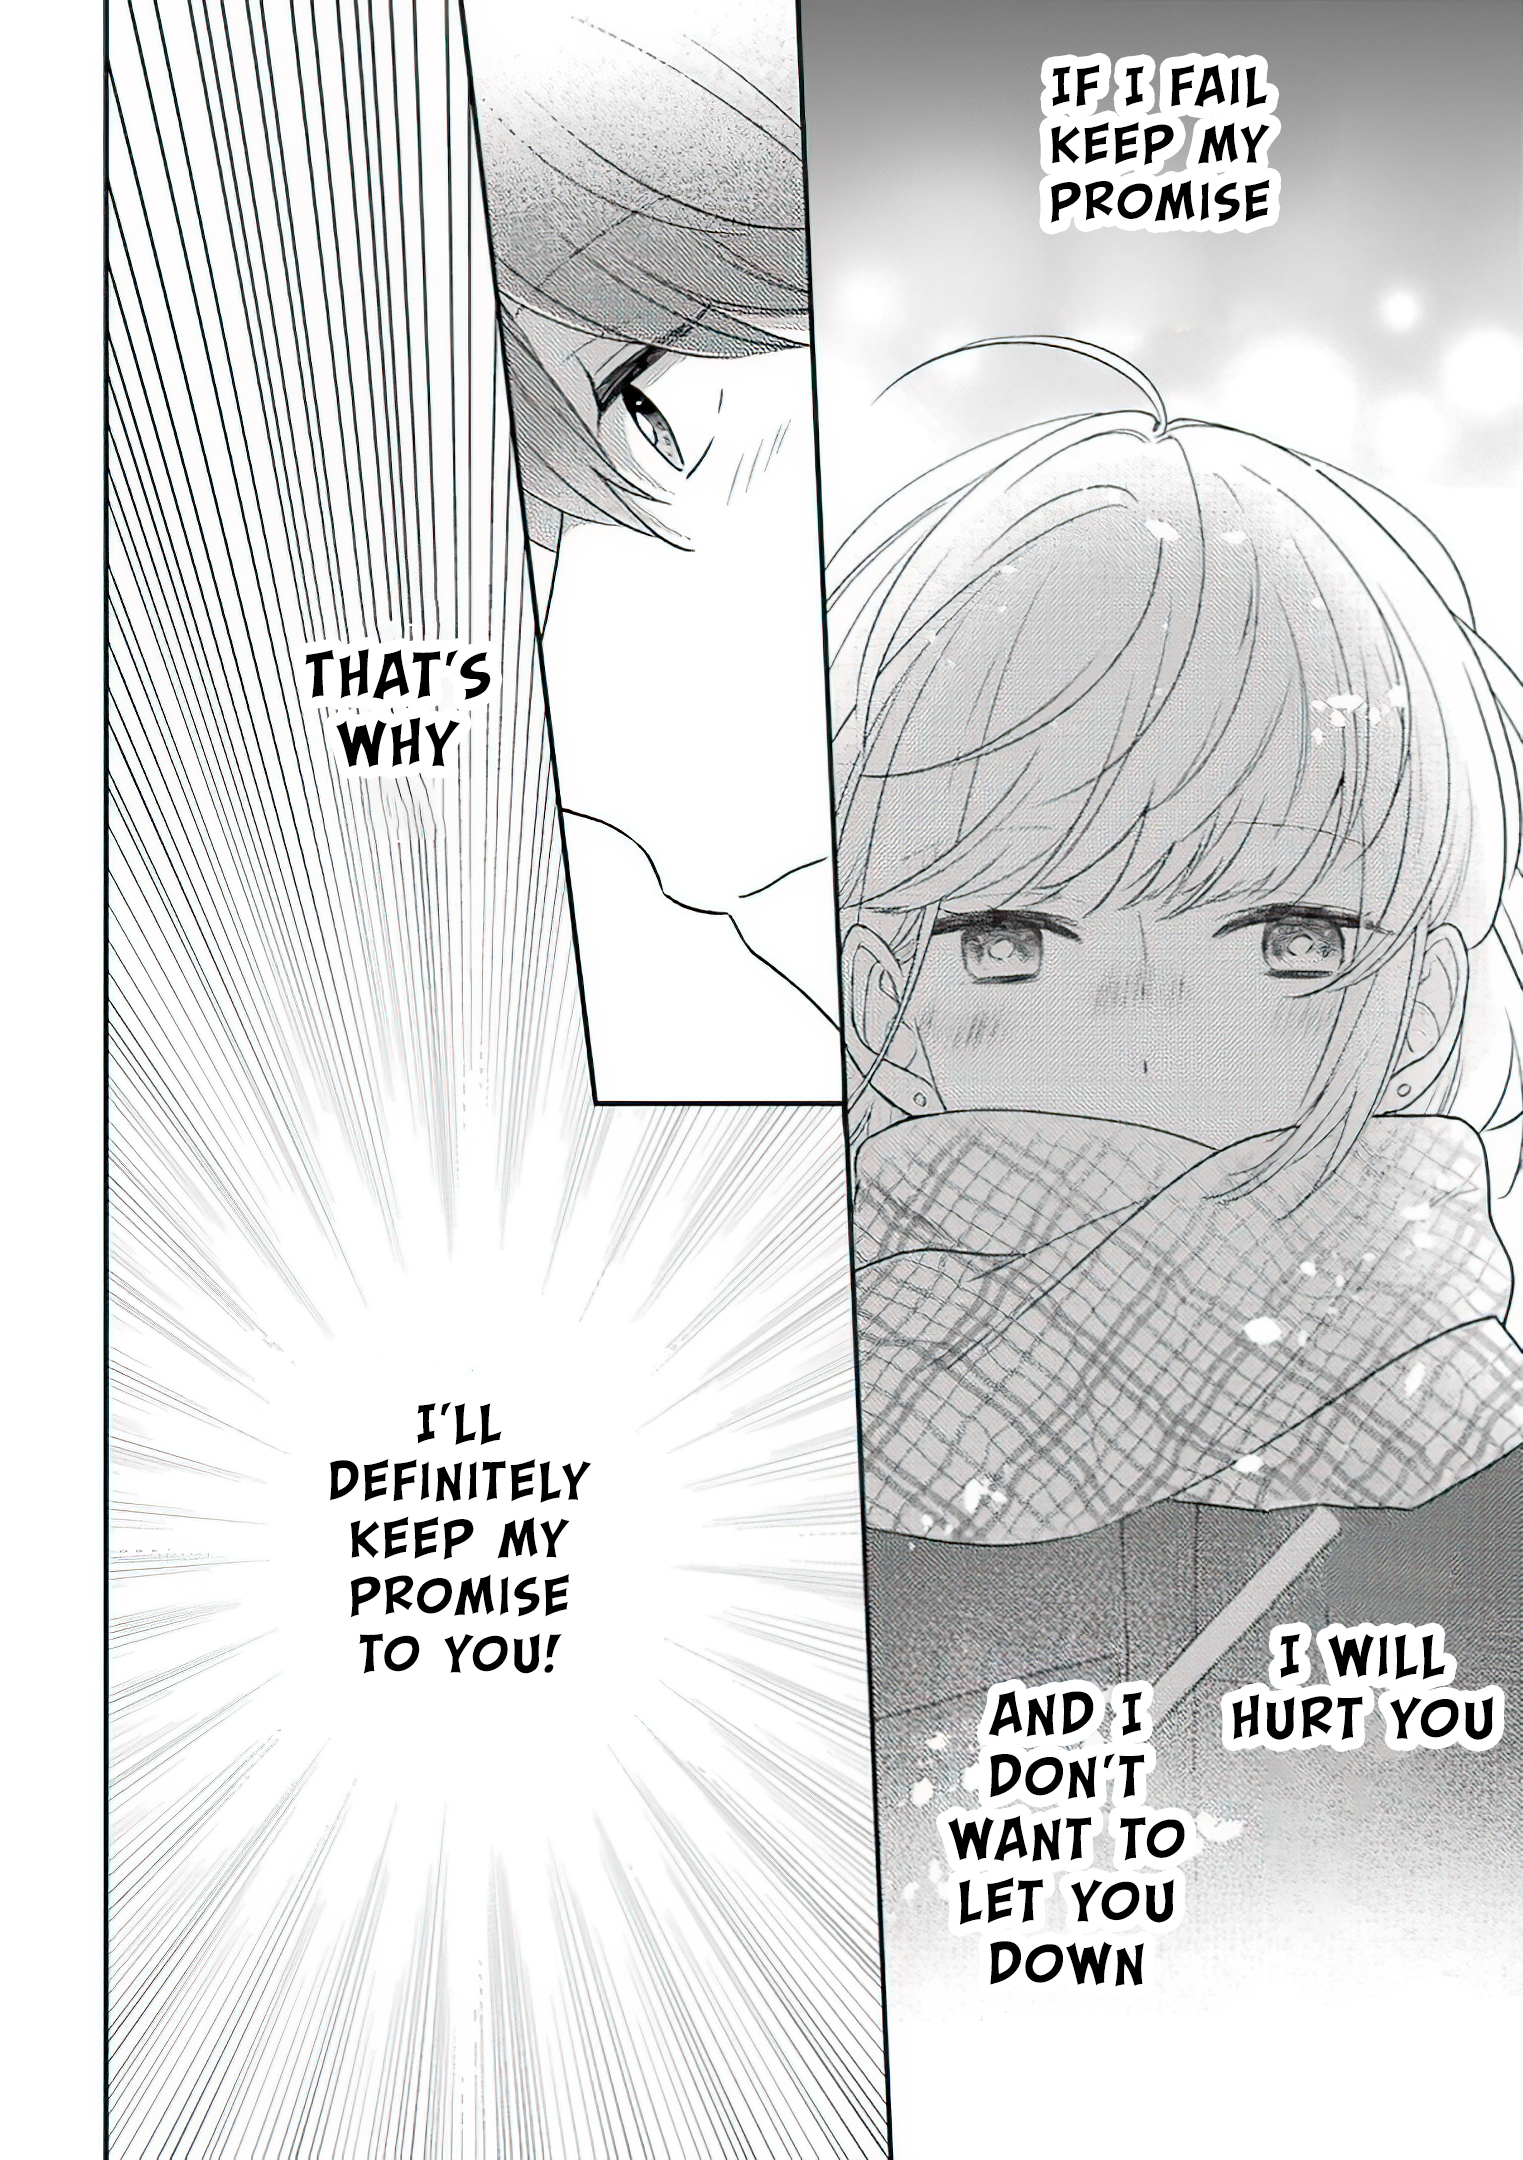 IF I FAIL
KEEP MY
PROMISE
I WILL
HURT YOU
AND I
DON'T
WANT TO
LET YOU
DOWN
THAT'S
WHY
I'LL
DEFINITELY
KEEP MY
PROMISE
TO YOU!